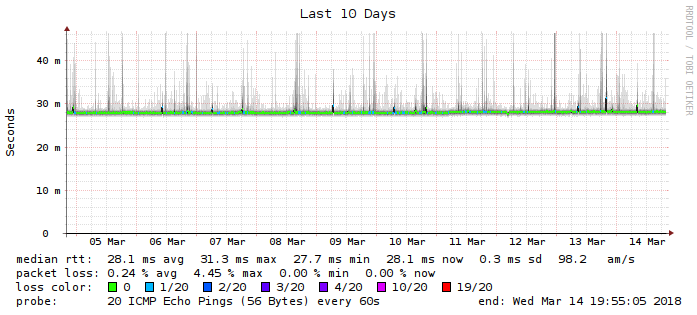 Last 10 Days
RRDTOOL / TOBI OETIKER
Seconds
40 m
30 m
20 m
10 m
0
05 Mar 06 Mar 07 Mar 08 Mar 09 Mar 10 Mar 11 Mar 12 Mar 13 Mar 14 Mar
median rtt: 28.1 ms avg 31.3 ms max 27.7 ms min 28.1 ms now 0.3 ms sd 98.2 am/s
packet loss: 0.24 % avg 4.45 % max 0.00 % min 0.00 % now
loss color: 0 1/20 2/20 3/20 4/20 10/20 19/20
probe: 20 ICMP Echo Pings (56 Bytes) every 60s end: Wed Mar 14 19:55:05 2018